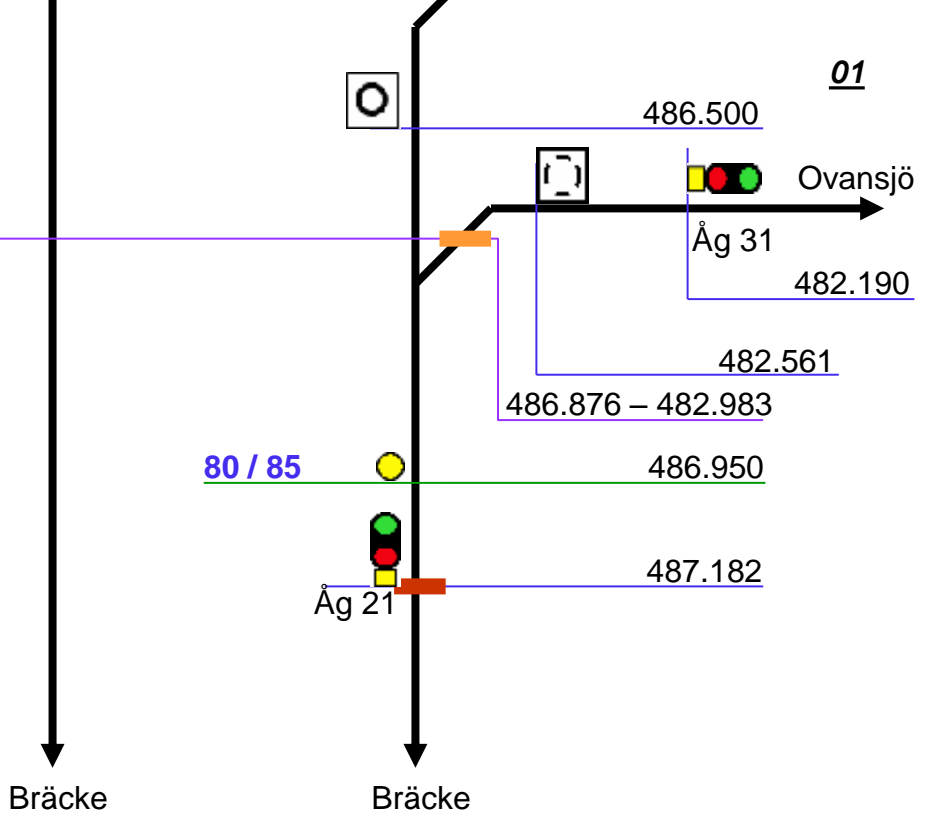 01
486.500
Ovansjö
Åg 31
482.190
482.561
486.876 – 482.983
80 / 85 486.950
487.182
Åg 21
Bräcke Bräcke